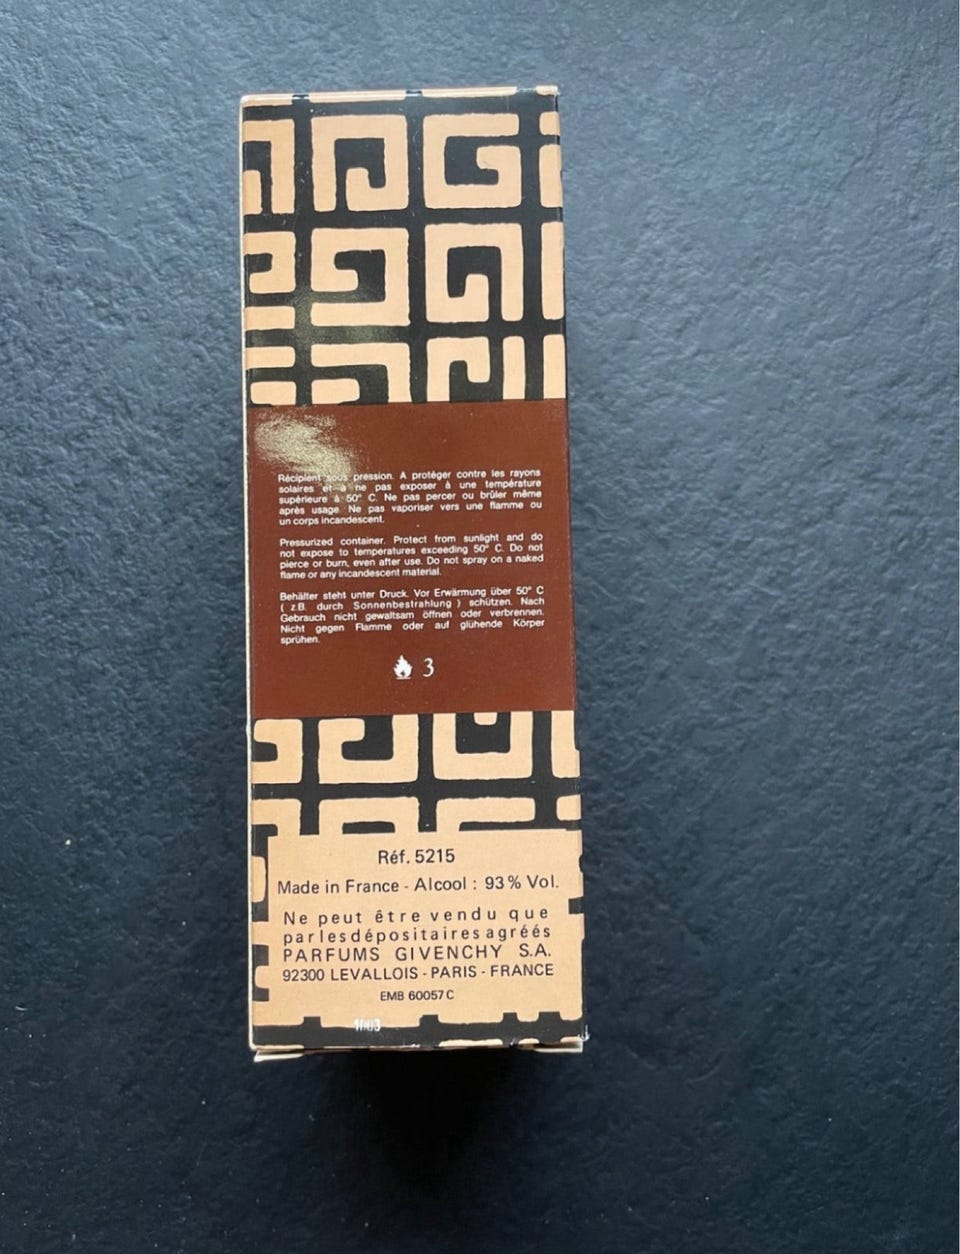 Récipient sous pression. A protéger contre les rayons
solaires et à ne pas exposer à une température
supérieure à 50° C. Ne pas percer ou brûler même
après usage. Ne pas vaporiser vers une flamme ou
un corps incandescent.
Pressurized container. Protect from sunlight and do
not expose to temperatures exceeding 50° C. Do not
pierce or burn, even after use. Do not spray on a naked
flame or any incandescent material.
Behälter steht unter Druck. Vor Erwärmung über 50° C
( z.B. durch Sonnenbestrahlung ) schützen. Nach
Gebrauch nicht gewaltsam öffnen oder verbrennen.
Nicht gegen Flamme oder auf glühende Körper
sprühen.
3
Réf. 5215
Made in France - Alcool : 93 % Vol.
Ne peut être vendu que
par les dépositaires agréés
PARFUMS GIVENCHY S.A.
92300 LEVALLOIS - PARIS - FRANCE
EMB 60057 C